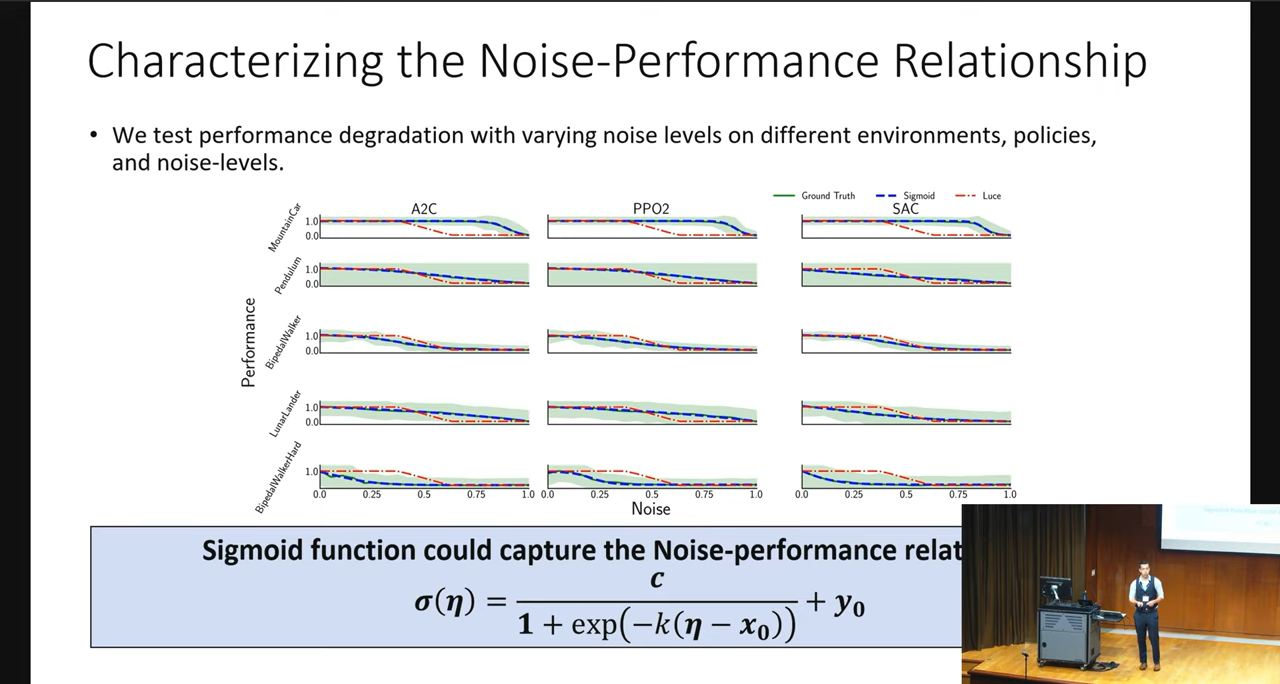 Characterizing the Noise-Performance Relationship
• We test performance degradation with varying noise levels on different environments, policies,
and noise-levels.
Ground Truth Sigmoid Luce
A2C PPO2 SAC
Performance
MountainCar
1.0
0.0
Pendulum
1.0
0.0
BipedalWalker
1.0
0.0
LunarLander
1.0
0.0
BipedalWalkerHard
1.0
0.0 0.25 0.5 0.75 1.0 0.0 0.25 0.5 0.75 1.0 0.0 0.25 0.5 0.75 1.0
Noise
Sigmoid function could capture the Noise-performance relat
σ(η) = c / (1 + exp(−k(η − x₀))) + y₀